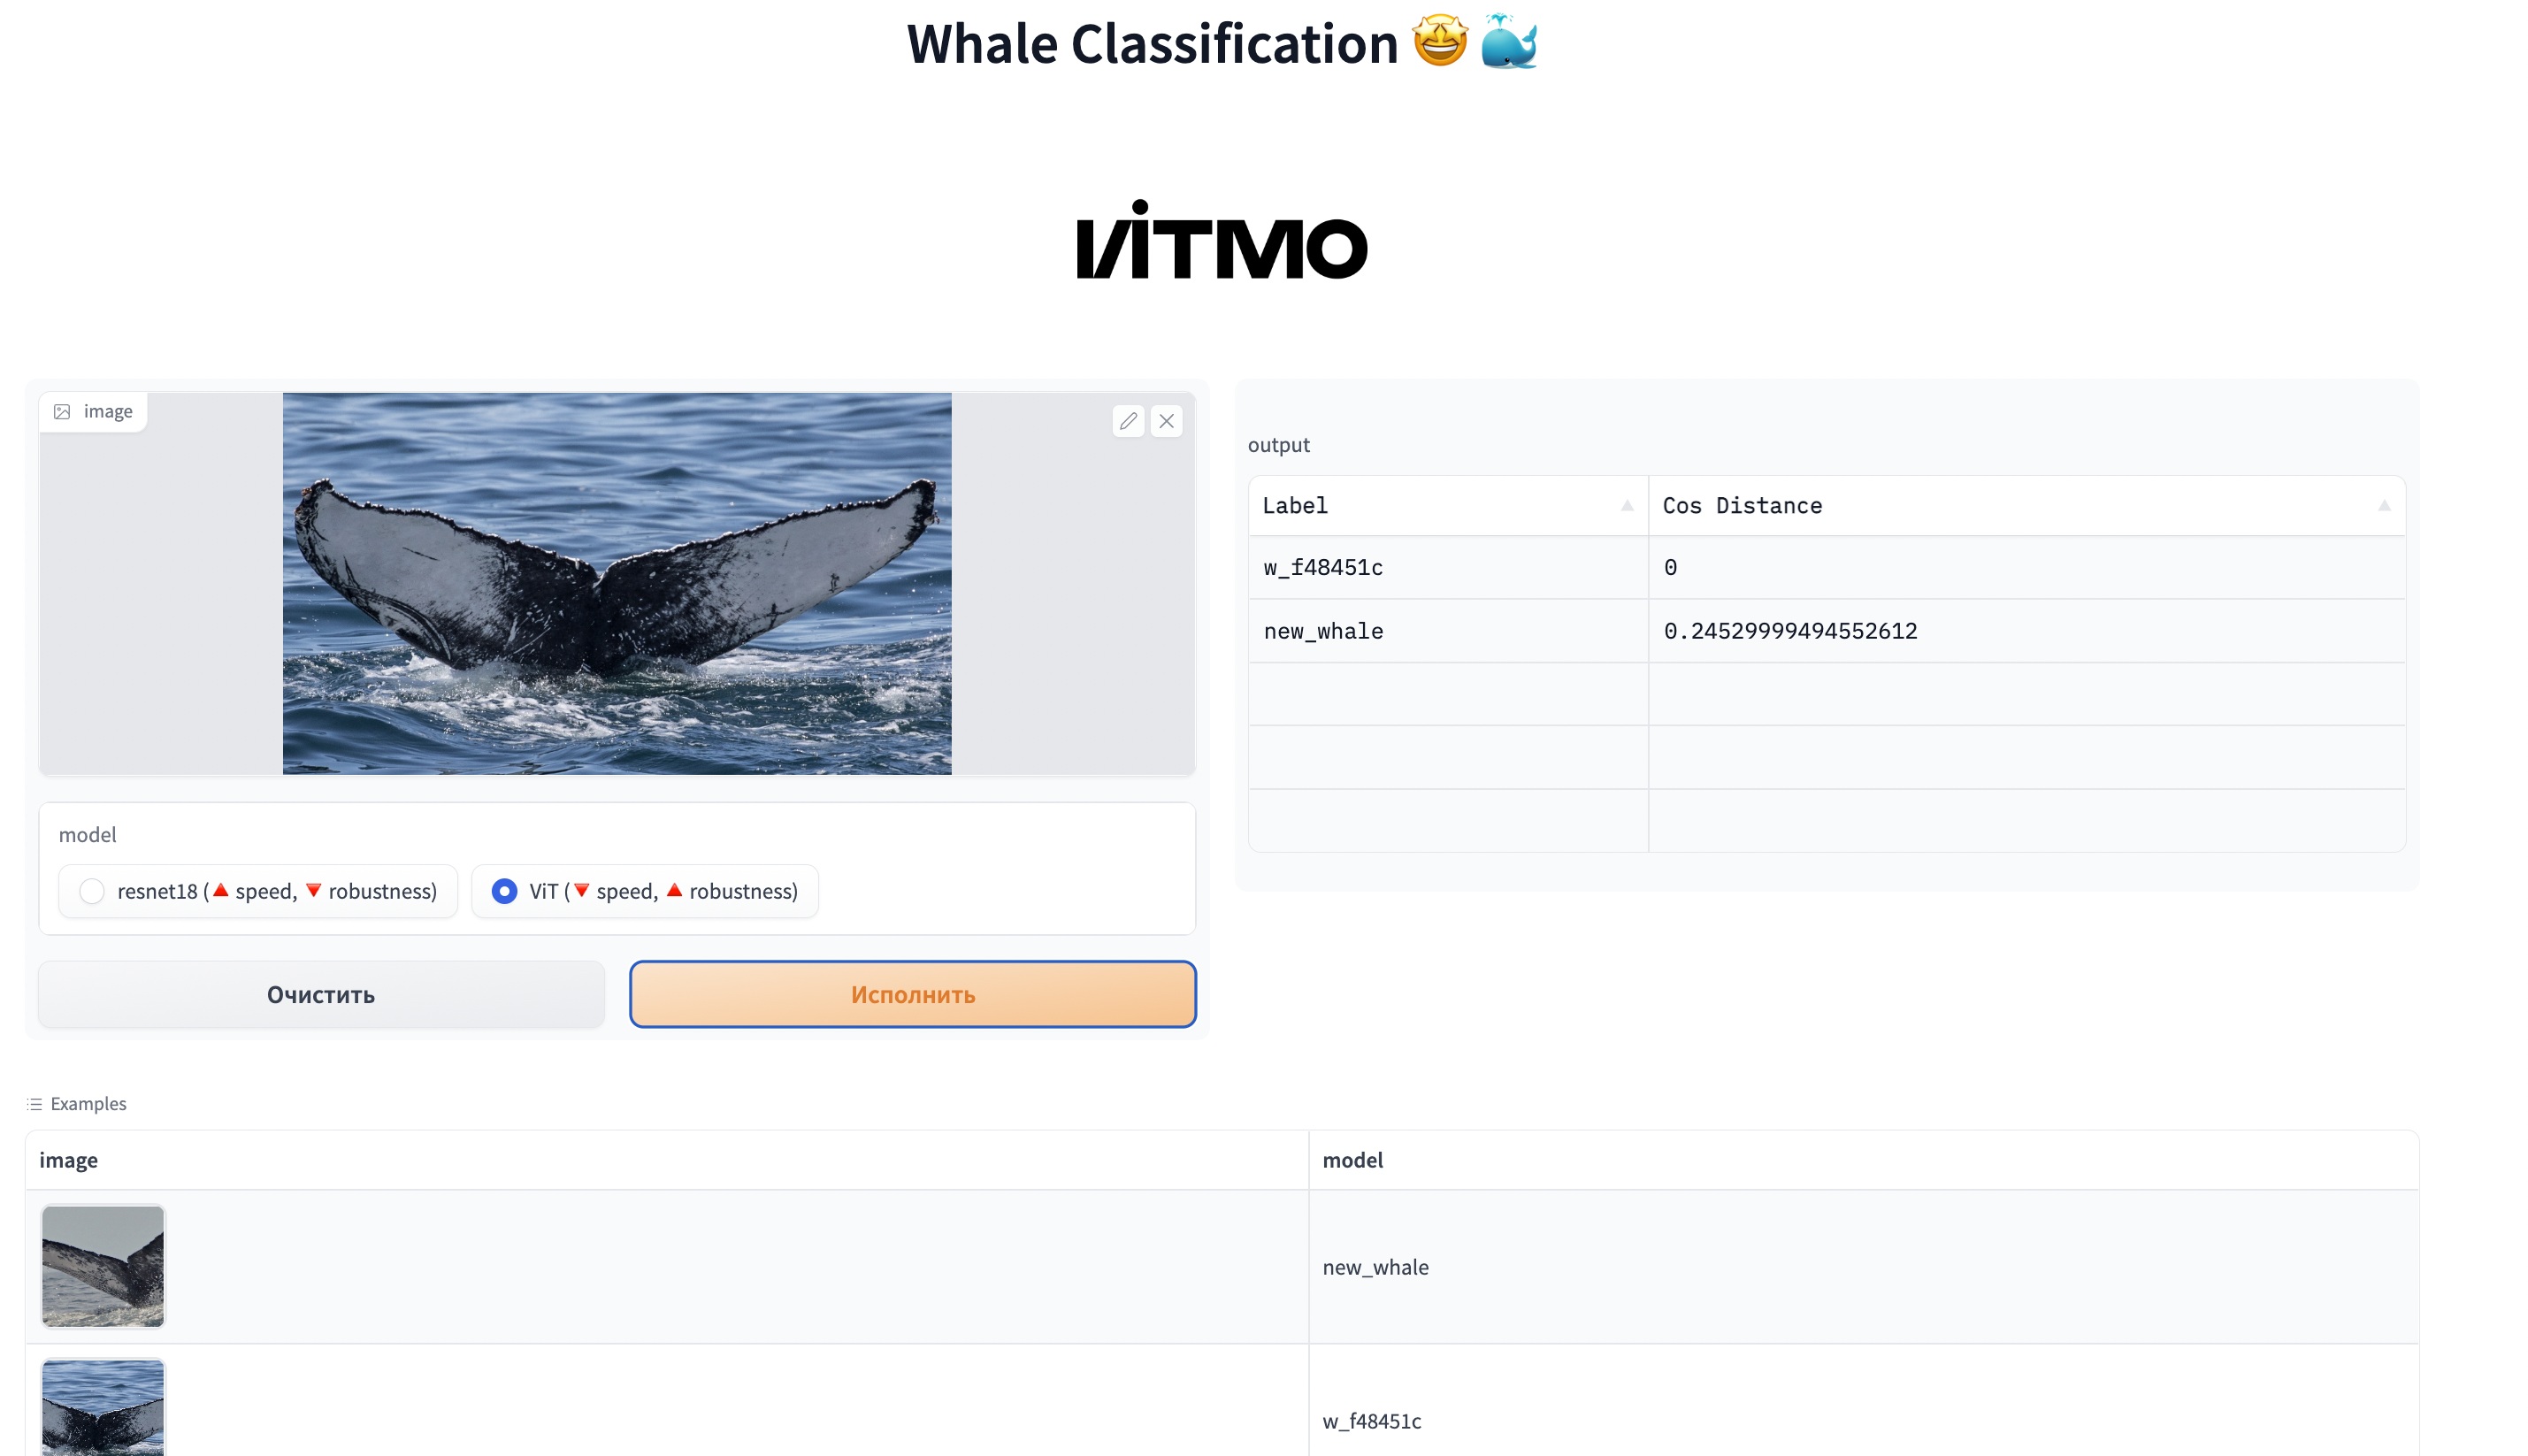 Whale Classification 🤩🐳
ITMO
image
output
Label	Cos Distance
w_f48451c	0
new_whale	0.24529999494552612
model
resnet18 (🔺 speed, 🔻 robustness)	ViT (🔻 speed, 🔺 robustness)
Очистить	Исполнить
Examples
image	model
new_whale
w_f48451c